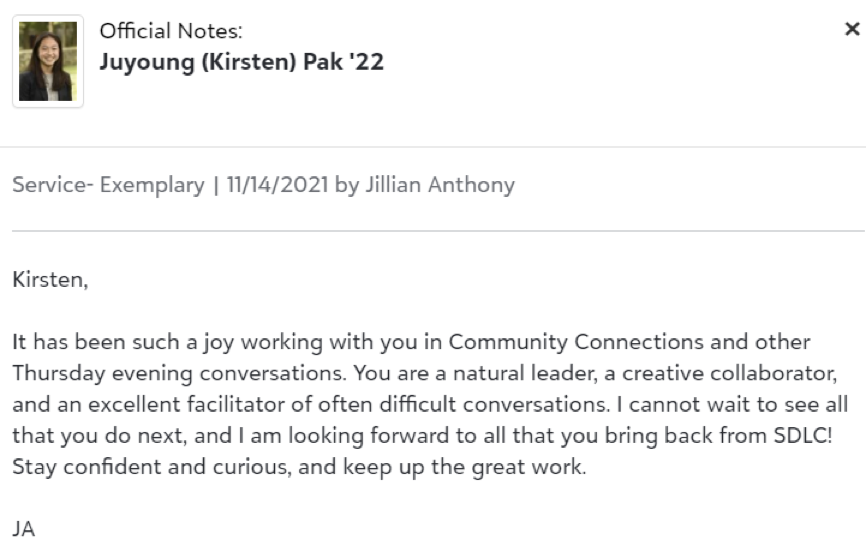 Official Notes:
Juyoung (Kirsten) Pak '22
Service- Exemplary | 11/14/2021 by Jillian Anthony
Kirsten,
It has been such a joy working with you in Community Connections and other
Thursday evening conversations. You are a natural leader, a creative collaborator,
and an excellent facilitator of often difficult conversations. I cannot wait to see all
that you do next, and I am looking forward to all that you bring back from SDLC!
Stay confident and curious, and keep up the great work.
JA